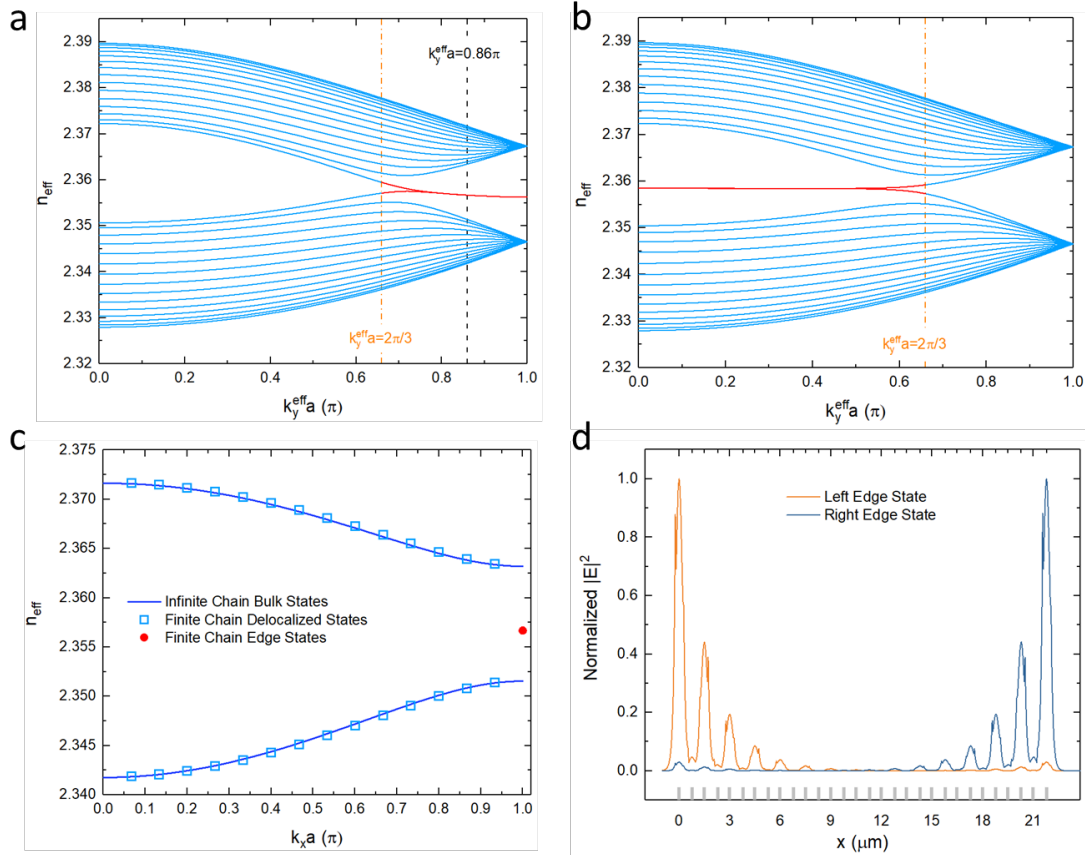 a
2.39
2.38
2.37
2.36
2.35
2.34
2.33
2.32
n_eff
k_y^eff a=0.86π
k_y^eff a=2π/3
0.0 0.2 0.4 0.6 0.8 1.0
k_y^eff a (π)
b
2.39
2.38
2.37
2.36
2.35
2.34
2.33
2.32
n_eff
k_y^eff a=2π/3
0.0 0.2 0.4 0.6 0.8 1.0
k_y^eff a (π)
c
2.375
2.370
2.365
2.360
2.355
2.350
2.345
2.340
n_eff
Infinite Chain Bulk States
Finite Chain Delocalized States
Finite Chain Edge States
0.0 0.1 0.2 0.3 0.4 0.5 0.6 0.7 0.8 0.9 1.0
k_x a (π)
d
1.0
0.8
0.6
0.4
0.2
0.0
Normalized |E|²
Left Edge State
Right Edge State
0 3 6 9 12 15 18 21
x (μm)